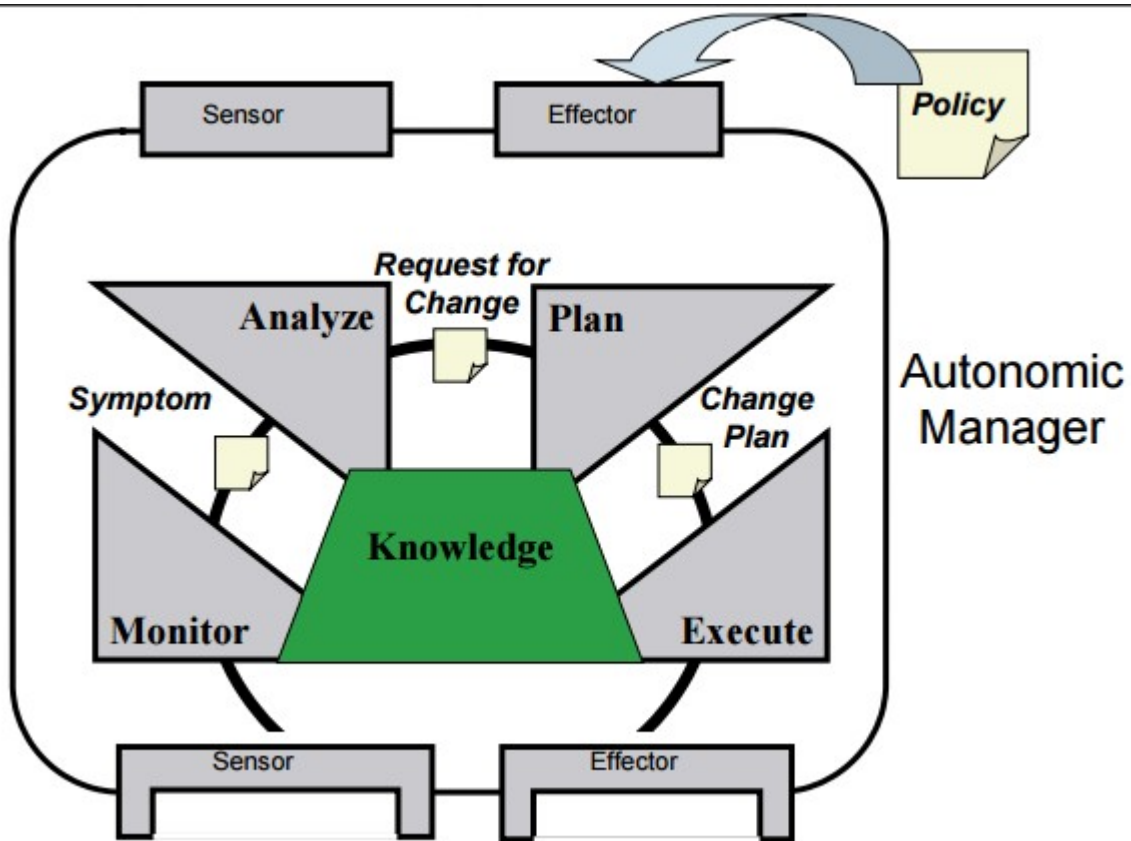 Sensor
Effector
Policy
Request for
Change
Analyze
Plan
Symptom
Change
Plan
Autonomic
Manager
Knowledge
Monitor
Execute
Sensor
Effector